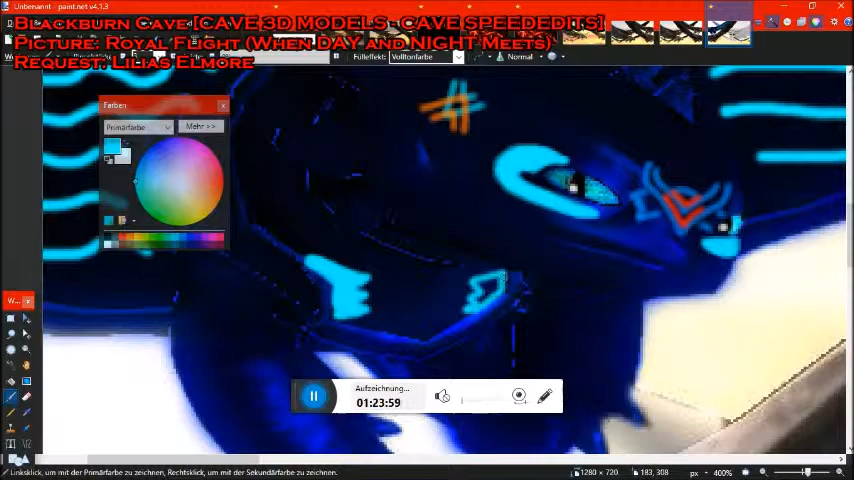 Unbenannt - paint.net v4.1.3
Blackburn Cave [CAVE 3D MODELS - CAVE SPEEDEDITS]
Picture: Royal Flight (When DAY and NIGHT Meets)
Request: Lilias Elmore
Fülleffekt: Volltonfarbe
Normal
Farben
Primärfarbe
Mehr >>
W...
Aufzeichnung...
01:23:59
Linksklick, um mit der Primärfarbe zu zeichnen, Rechtsklick, um mit der Sekundärfarbe zu zeichnen.
1280 × 720
183, 308
px
400%